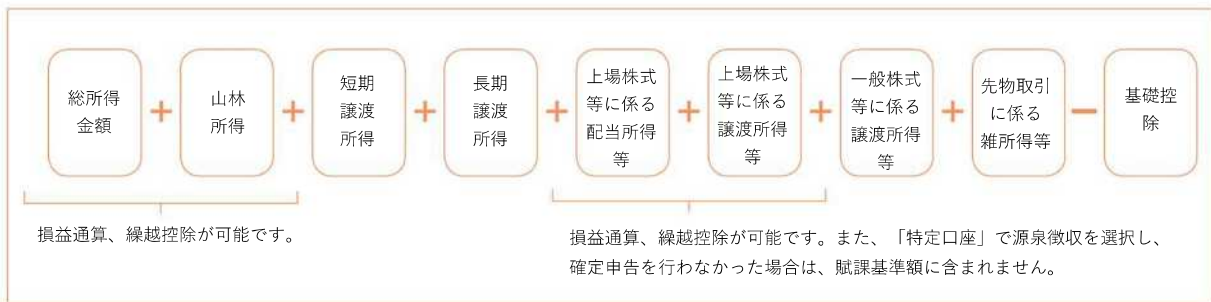 総所得
金額
+
山林
所得
+
短期
譲渡
所得
+
長期
譲渡
所得
+
上場株式
等に係る
配当所得
等
+
上場株式
等に係る
譲渡所得
等
+
一般株式
等に係る
譲渡所得
等
+
先物取引
に係る
雑所得等
−
基礎控
除
損益通算、繰越控除が可能です。
損益通算、繰越控除が可能です。また、「特定口座」で源泉徴収を選択し、
確定申告を行わなかった場合は、賦課基準額に含まれません。